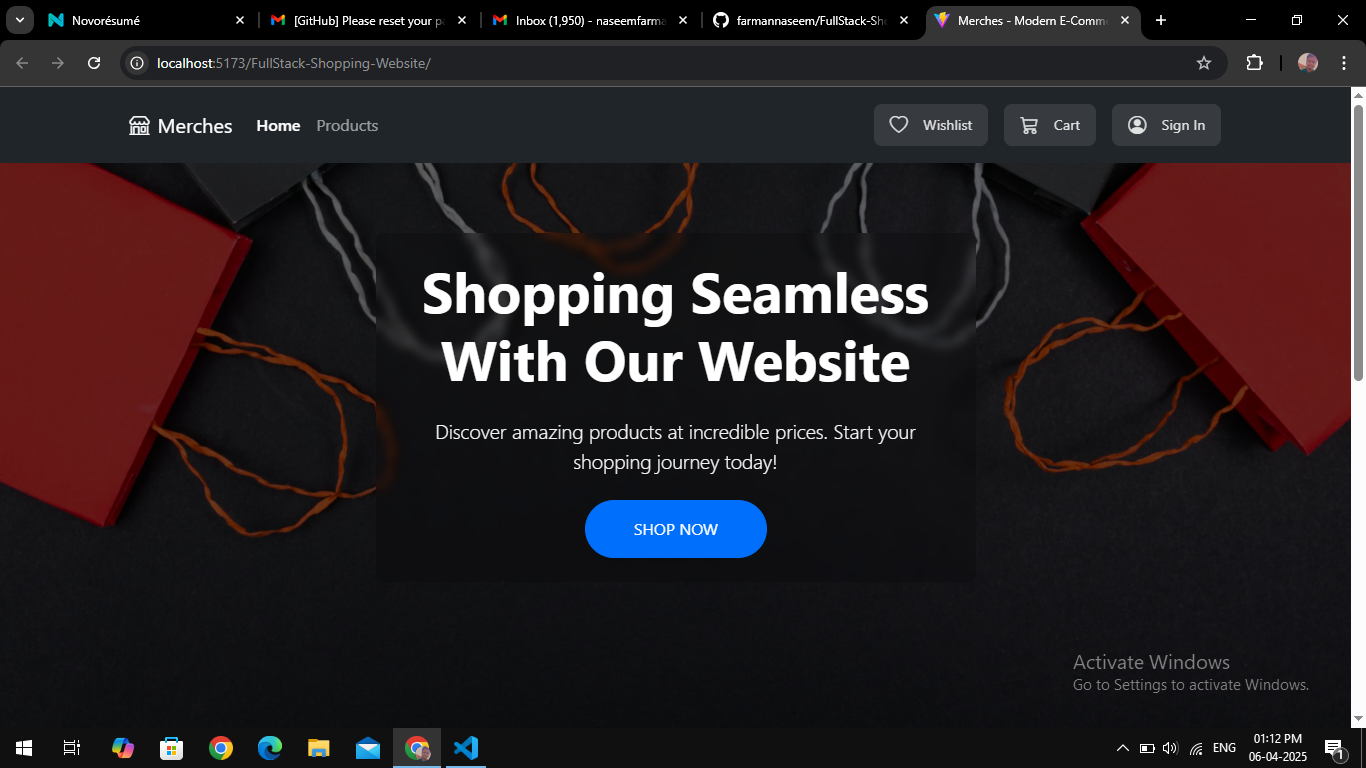 Novorésumé
[GitHub] Please reset your pa
Inbox (1,950) - naseemfarma
farmannaseem/FullStack-Sho
Merches - Modern E-Comme
localhost:5173/FullStack-Shopping-Website/
Merches
Home
Products
Wishlist
Cart
Sign In
Shopping Seamless
With Our Website
Discover amazing products at incredible prices. Start your
shopping journey today!
SHOP NOW
Activate Windows
Go to Settings to activate Windows.
ENG
01:12 PM
06-04-2025
1